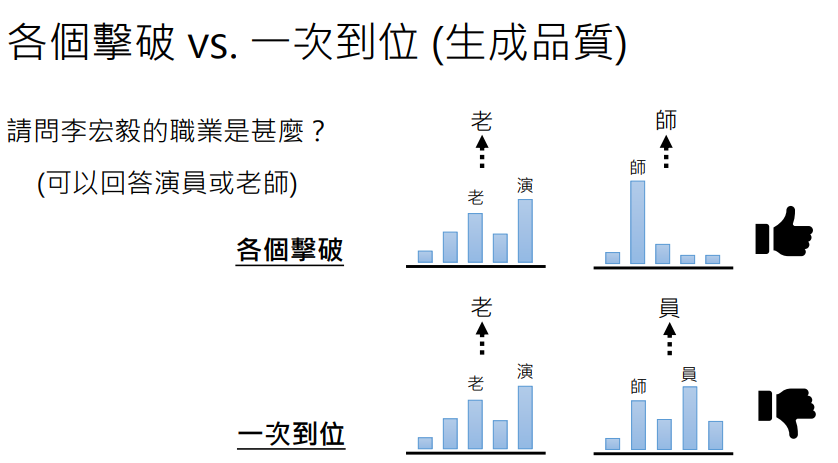 各個擊破 vs. 一次到位 (生成品質)
請問李宏毅的職業是甚麼？
(可以回答演員或老師)
各個擊破
老
老
演
師
師
一次到位
老
老
演
員
師
員